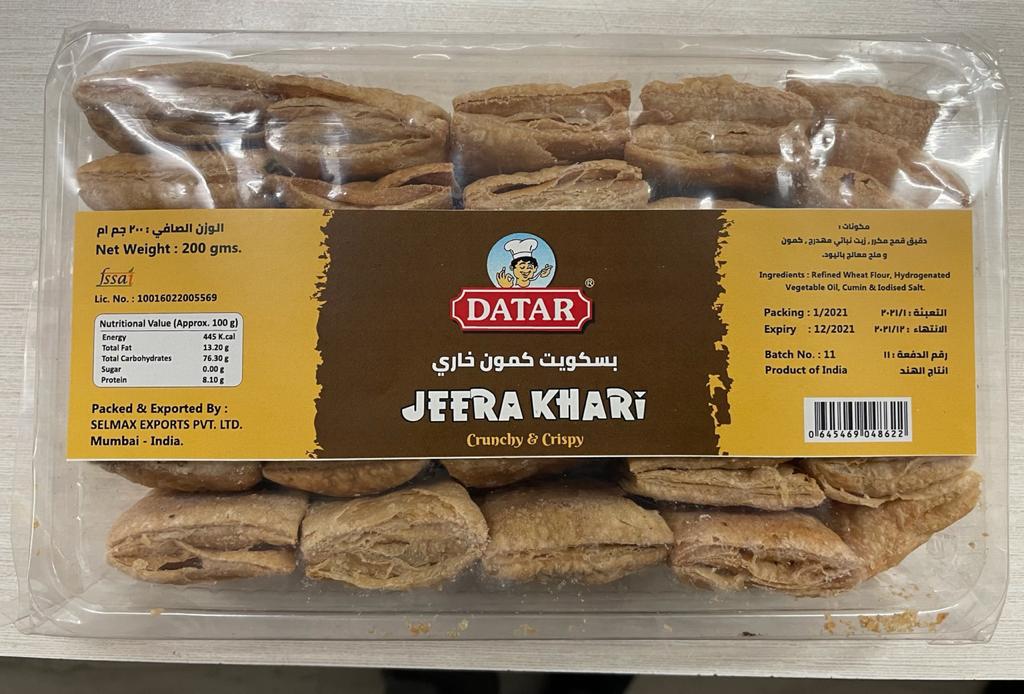 الوزن الصافي : ٢٠٠ جم ام
Net Weight : 200 gms.
fssai
Lic. No. : 10016022005569
Nutritional Value (Approx. 100 g)
Energy 445 K.cal
Total Fat 13.20 g
Total Carbohydrates 76.30 g
Sugar 0.00 g
Protein 8.10 g
Packed & Exported By :
SELMAX EXPORTS PVT. LTD.
Mumbai - India.
DATAR ®
بسكويت كمون خاري
JEERA KHARi
Crunchy & Crispy
مكونات :
دقيق قمح مكرر, زيت نباتي مهدرج, كمون
و ملح معالج باليود.
Ingredients : Refined Wheat Flour, Hydrogenated
Vegetable Oil, Cumin & Iodised Salt.
Packing : 1/2021 التعبئة : ٢٠٢١/١
Expiry : 12/2021 الانتهاء : ٢٠٢١/١٢
Batch No. : 11 رقم الدفعة : ١١
Product of India انتاج الهند
0 645469 048622